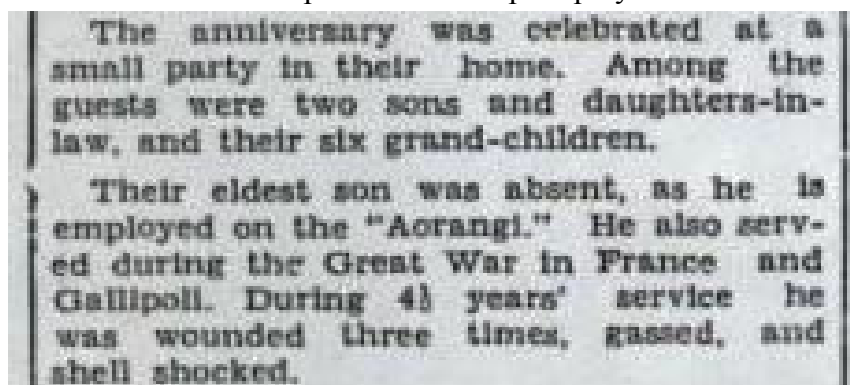 The anniversary was celebrated at a
small party in their home. Among the
guests were two sons and daughters-in-
law, and their six grand-children.
Their eldest son was absent, as he is
employed on the "Aorangi." He also serv-
ed during the Great War in France and
Gallipoli. During 4½ years' service he
was wounded three times, gassed, and
shell shocked.